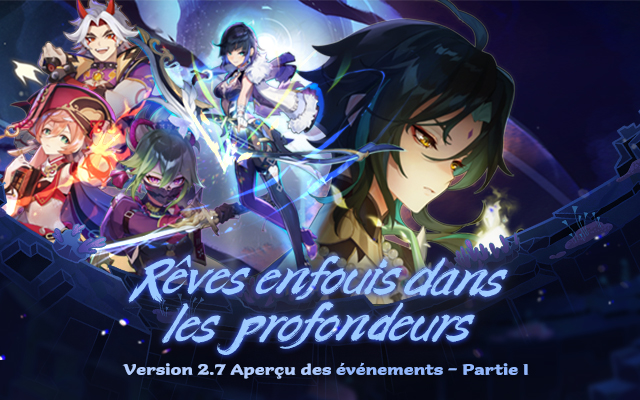 Rêves enfouis dans
les profondeurs
Version 2.7 Aperçu des événements - Partie I